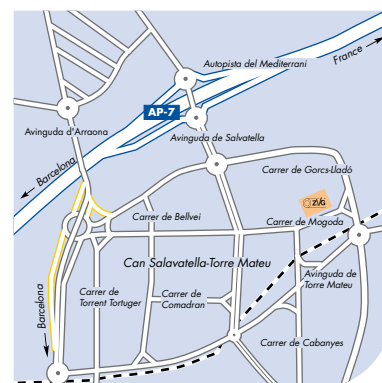 Autopista del Mediterrani
France
AP-7
Avinguda d'Arraona
Avinguda de Salvatella
Barcelona
Carrer de Gorcs-Lladó
Carrer de Bellvei
Carrer de Mogoda
Can Salavatella-Torre Mateu
Avinguda de
Torre Mateu
Barcelona
Carrer de
Torrent Tortuger
Carrer de
Comadran
Carrer de Cabanyes